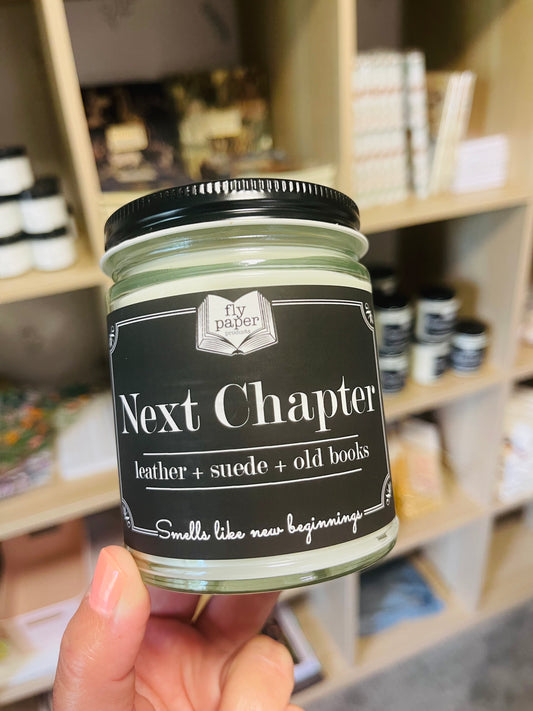 fly
paper
products
Next Chapter
leather + suede + old books
Smells like new beginnings